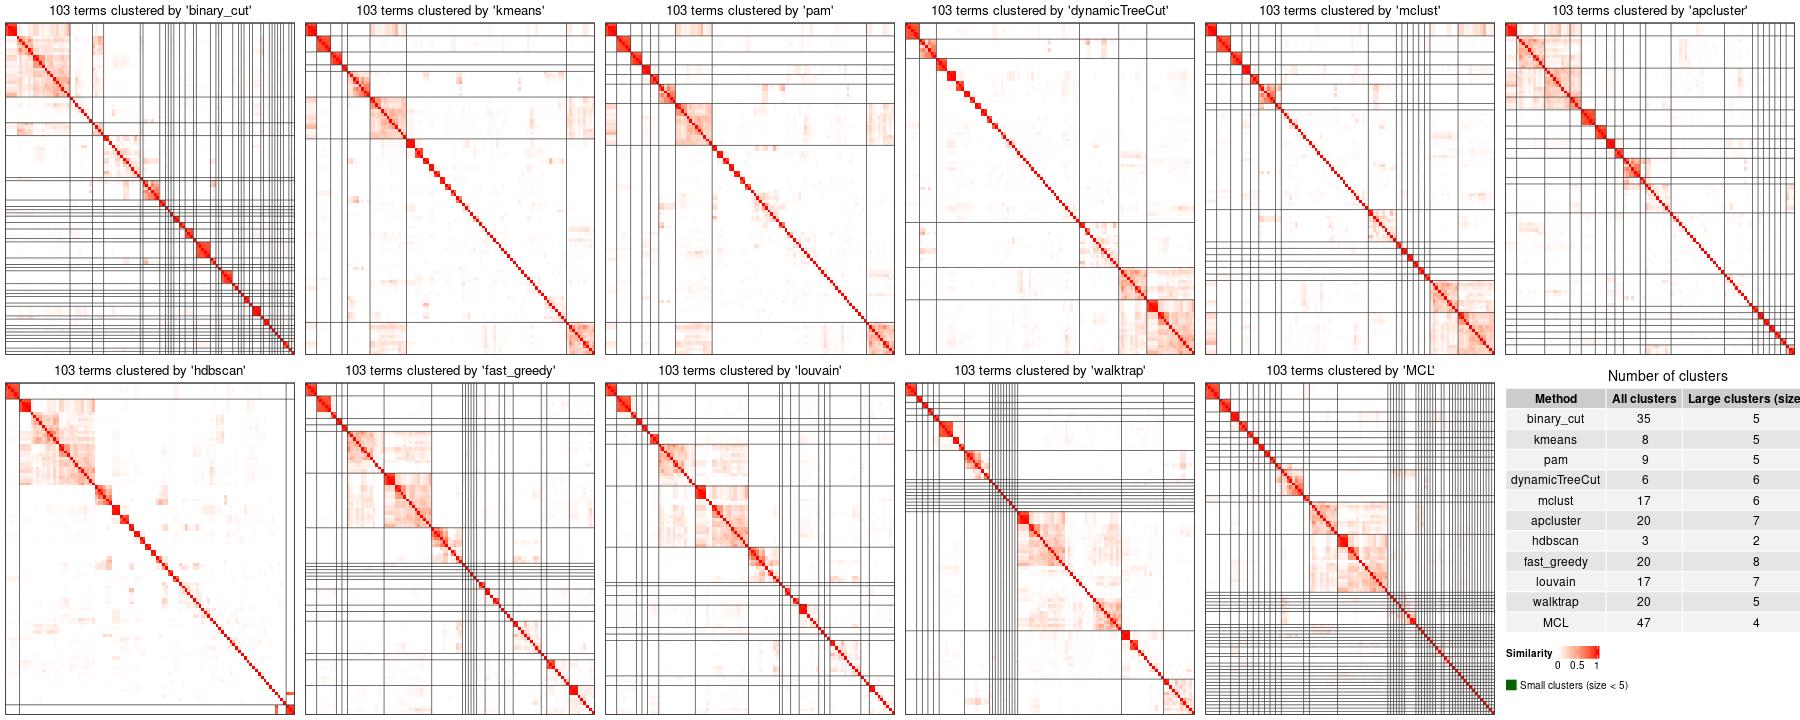 103 terms clustered by 'binary_cut'
103 terms clustered by 'kmeans'
103 terms clustered by 'pam'
103 terms clustered by 'dynamicTreeCut'
103 terms clustered by 'mclust'
103 terms clustered by 'apcluster'
103 terms clustered by 'hdbscan'
103 terms clustered by 'fast_greedy'
103 terms clustered by 'louvain'
103 terms clustered by 'walktrap'
103 terms clustered by 'MCL'
Number of clusters
Method All clusters Large clusters (size
binary_cut 35 5
kmeans 8 5
pam 9 5
dynamicTreeCut 6 6
mclust 17 6
apcluster 20 7
hdbscan 3 2
fast_greedy 20 8
louvain 17 7
walktrap 20 5
MCL 47 4
Similarity
0 0.5 1
Small clusters (size < 5)